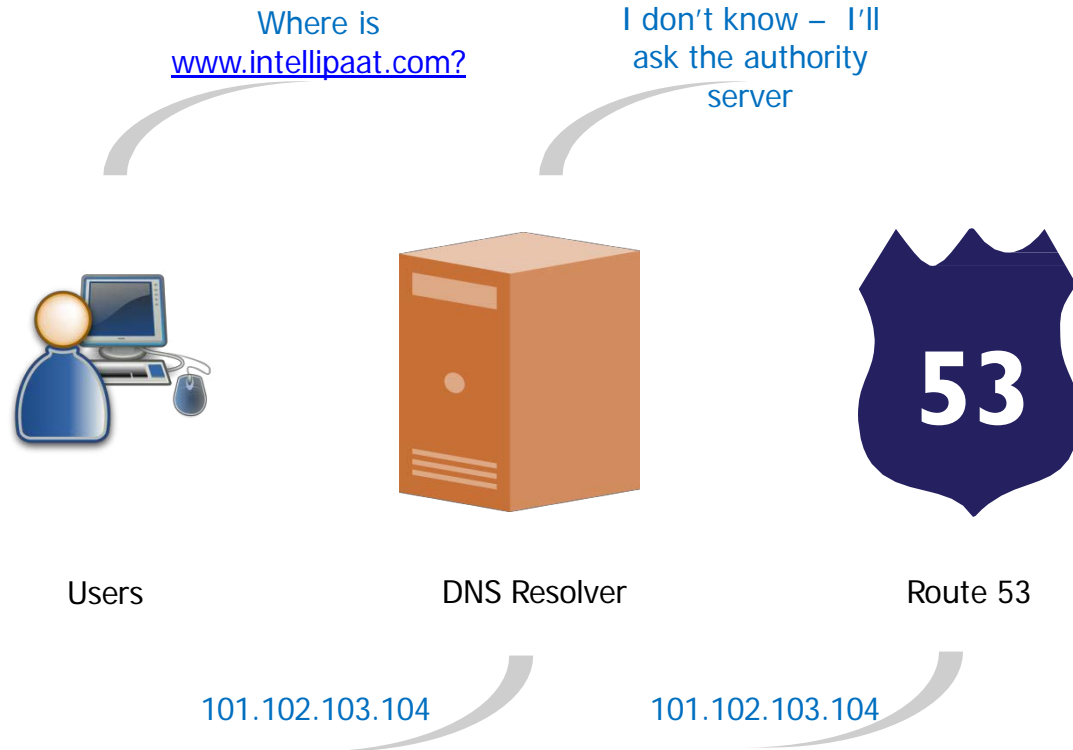 Where is
www.intellipaat.com?
I don't know – I'll
ask the authority
server
53
Users
DNS Resolver
Route 53
101.102.103.104
101.102.103.104